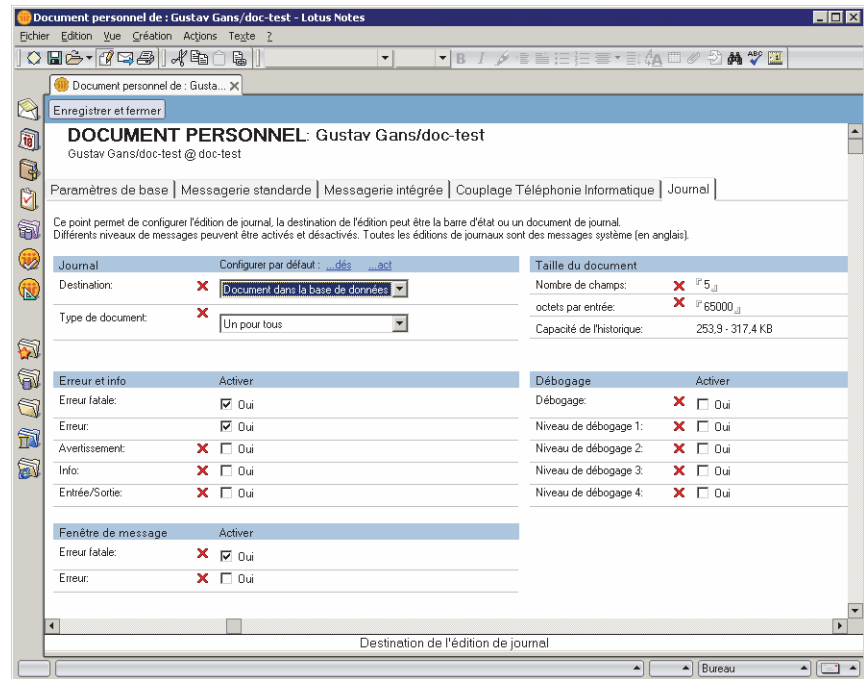 Document personnel de : Gustav Gans/doc-test - Lotus Notes
Fichier Edition Vue Création Actions Texte ?
Document personnel de : Gusta...
Enregistrer et fermer
DOCUMENT PERSONNEL: Gustav Gans/doc-test
Gustav Gans/doc-test @ doc-test
Paramètres de base Messagerie standarde Messagerie intégrée Couplage Téléphonie Informatique Journal
Ce point permet de configurer l'édition de journal, la destination de l'édition peut être la barre d'état ou un document de journal.
Différents niveaux de messages peuvent être activés et désactivés. Toutes les éditions de journaux sont des messages système (en anglais).
Journal Configurer par défaut : ...dés ...act
Destination: Document dans la base de données
Type de document: Un pour tous
Taille du document
Nombre de champs: 5
octets par entrée: 65000
Capacité de l'historique: 253,9 - 317,4 KB
Erreur et info Activer
Erreur fatale: Oui
Erreur: Oui
Avertissement: Oui
Info: Oui
Entrée/Sortie: Oui
Débogage Activer
Débogage: Oui
Niveau de débogage 1: Oui
Niveau de débogage 2: Oui
Niveau de débogage 3: Oui
Niveau de débogage 4: Oui
Fenêtre de message Activer
Erreur fatale: Oui
Erreur: Oui
Destination de l'édition de journal
Bureau